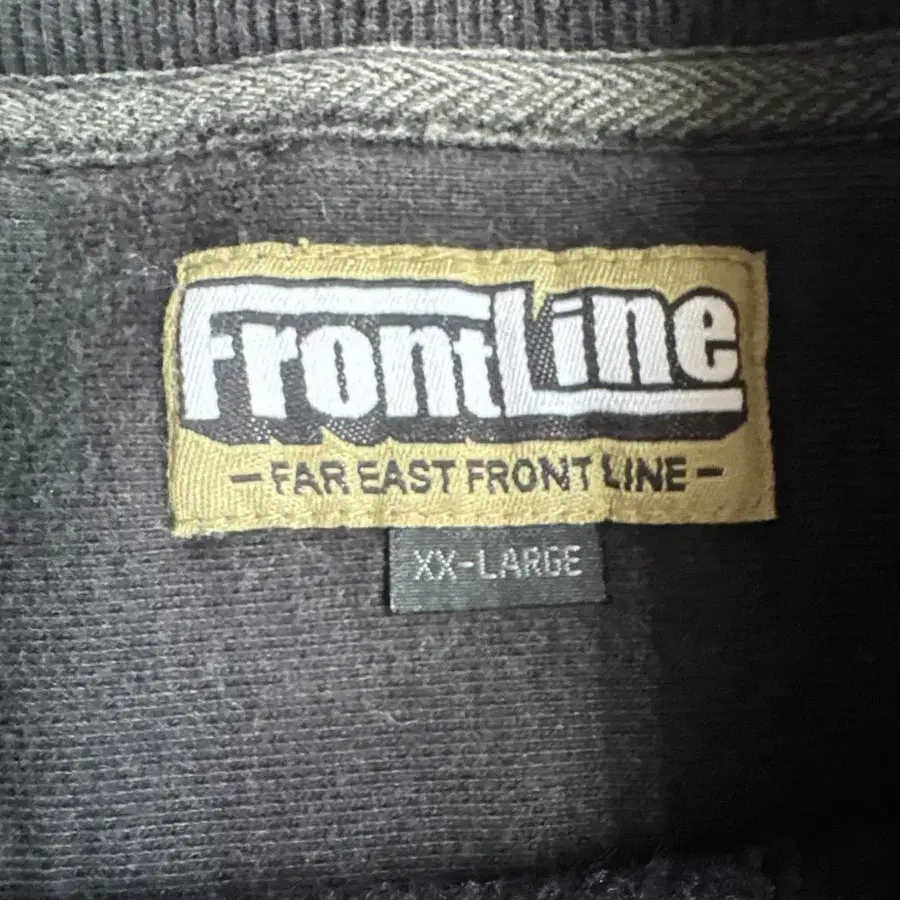 FrontLine
- FAR EAST FRONT LINE -
XX-LARGE